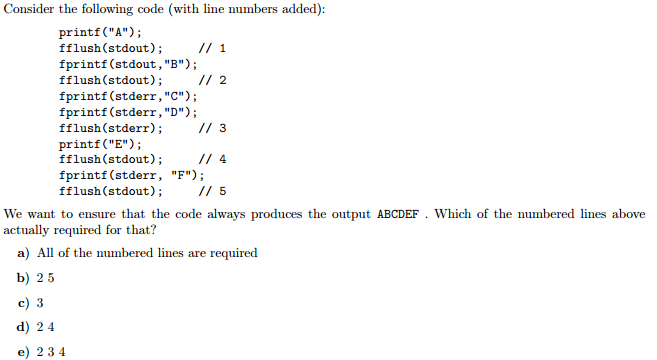 Consider the following code (with line numbers added):
printf("A");
fflush(stdout); // 1
fprintf(stdout,"B");
fflush(stdout); // 2
fprintf(stderr,"C");
fprintf(stderr,"D");
fflush(stderr); // 3
printf("E");
fflush(stdout); // 4
fprintf(stderr, "F");
fflush(stdout); // 5
We want to ensure that the code always produces the output ABCDEF . Which of the numbered lines above
actually required for that?
a) All of the numbered lines are required
b) 2 5
c) 3
d) 2 4
e) 2 3 4